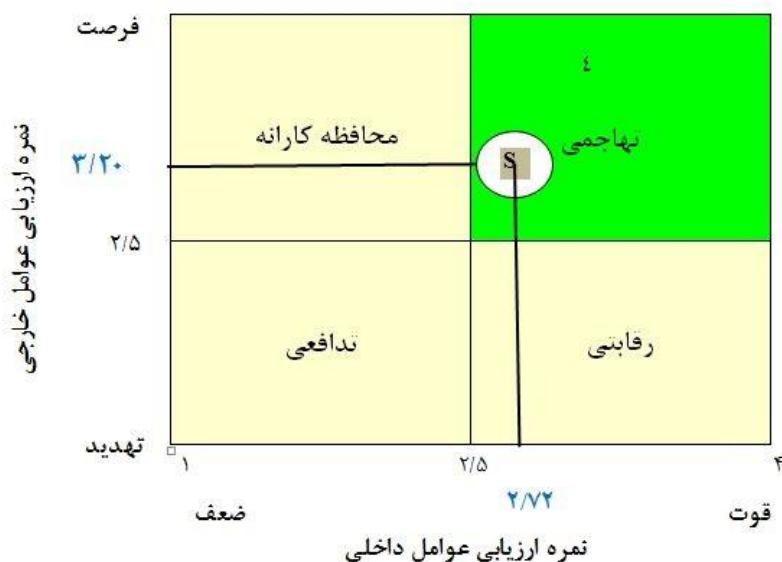 فرصت
٤
محافظه کارانه
تهاجمی
S
۳/۲۰
۲/۵
نمره ارزیابی عوامل خارجی
تدافعی
رقابتی
تهدید
۱
۲/۵
۴
ضعف
۲/۷۲
قوت
نمره ارزیابی عوامل داخلی